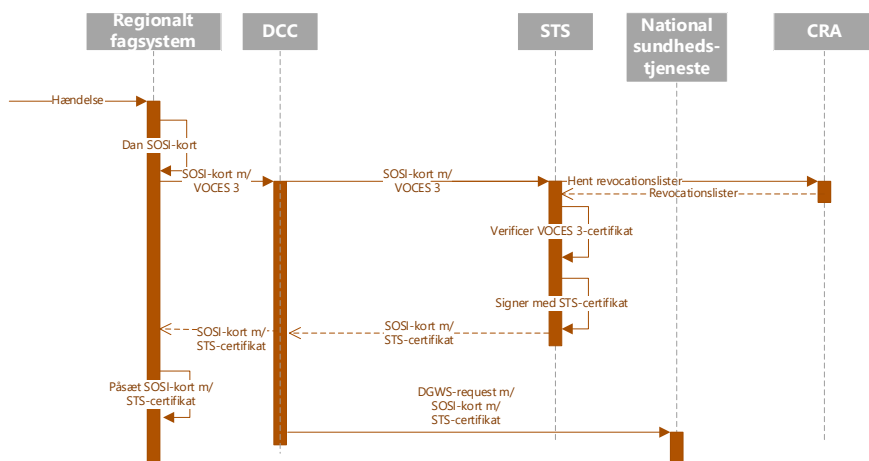 Regionalt
fagsystem
DCC
STS
National
sundheds-
tjeneste
CRA
Hændelse
Dan SOSI-kort
SOSI-kort m/
VOCES 3
SOSI-kort m/
VOCES 3
Hent revocationslister
Revocationslister
Verificer VOCES 3-certifikat
Signer med STS-certifikat
SOSI-kort m/
STS-certifikat
SOSI-kort m/
STS-certifikat
Påsæt SOSI-kort m/
STS-certifikat
DGWS-request m/
SOSI-kort m/
STS-certifikat